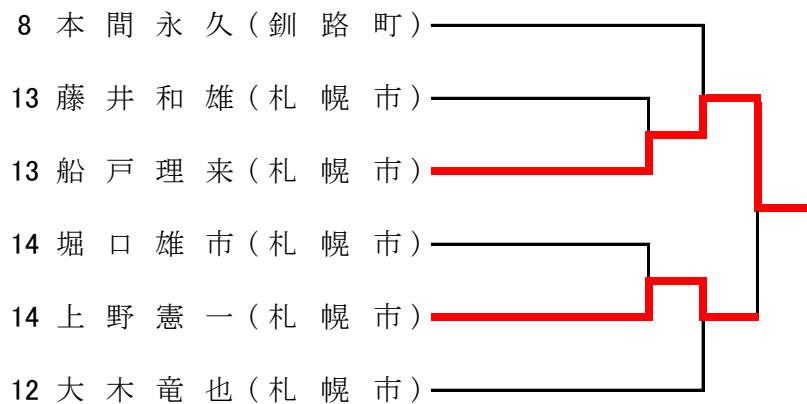 8 本間永久(釧路町)
13 藤井和雄(札幌市)
13 船戸理来(札幌市)
14 堀口雄市(札幌市)
14 上野憲一(札幌市)
12 大木竜也(札幌市)